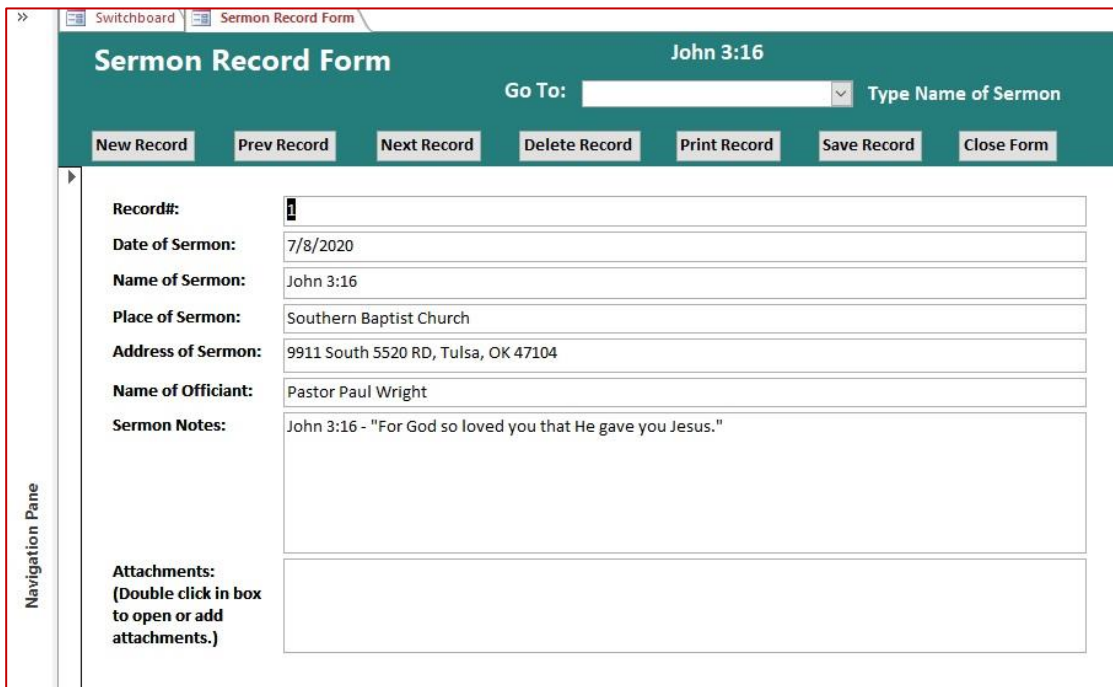 »
Switchboard Sermon Record Form
Sermon Record Form John 3:16
Go To: Type Name of Sermon
New Record Prev Record Next Record Delete Record Print Record Save Record Close Form
Record#: 1
Date of Sermon: 7/8/2020
Name of Sermon: John 3:16
Place of Sermon: Southern Baptist Church
Address of Sermon: 9911 South 5520 RD, Tulsa, OK 47104
Name of Officiant: Pastor Paul Wright
Sermon Notes: John 3:16 - "For God so loved you that He gave you Jesus."
Attachments:
(Double click in box
to open or add
attachments.)
Navigation Pane